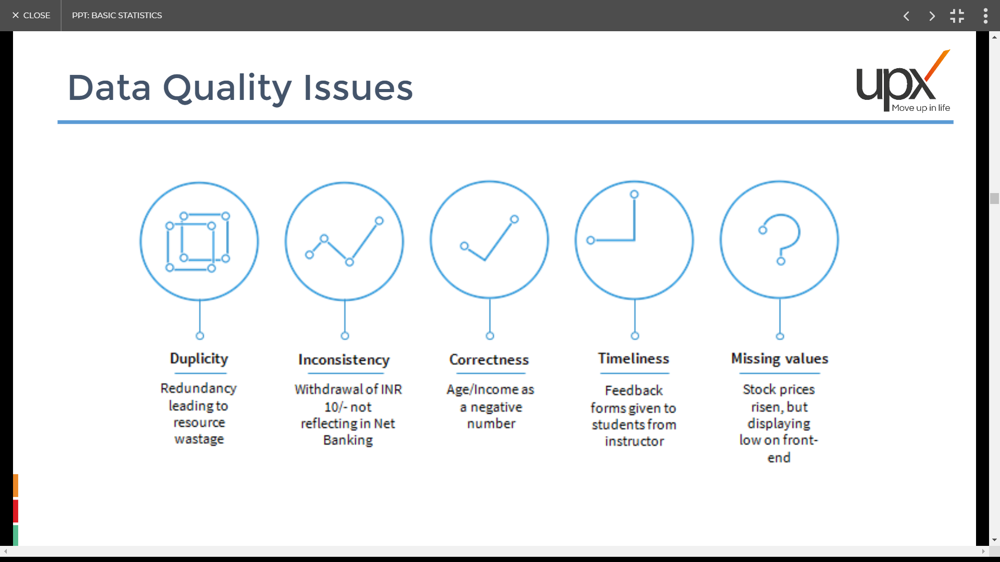 CLOSE
PPT: BASIC STATISTICS
Data Quality Issues
upx
Move up in life
Duplicity
Redundancy
leading to
resource
wastage
Inconsistency
Withdrawal of INR
10/- not
reflecting in Net
Banking
Correctness
Age/Income as
a negative
number
Timeliness
Feedback
forms given to
students from
instructor
Missing values
Stock prices
risen, but
displaying
low on front-
end